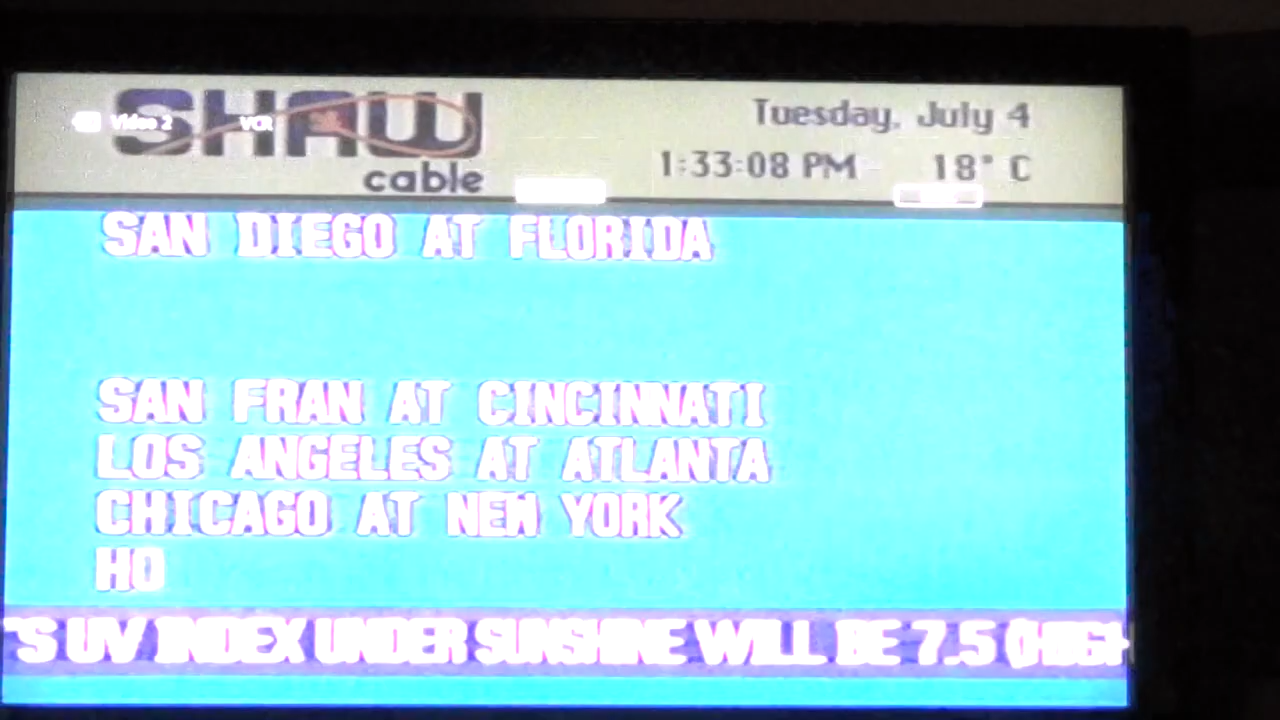 SHAW
Video 2 VCR
cable
Tuesday, July 4
1:33:08 PM 18° C
SAN DIEGO AT FLORIDA
SAN FRAN AT CINCINNATI
LOS ANGELES AT ATLANTA
CHICAGO AT NEW YORK
HO
'S UV INDEX UNDER SUNSHINE WILL BE 7.5 (HIGH